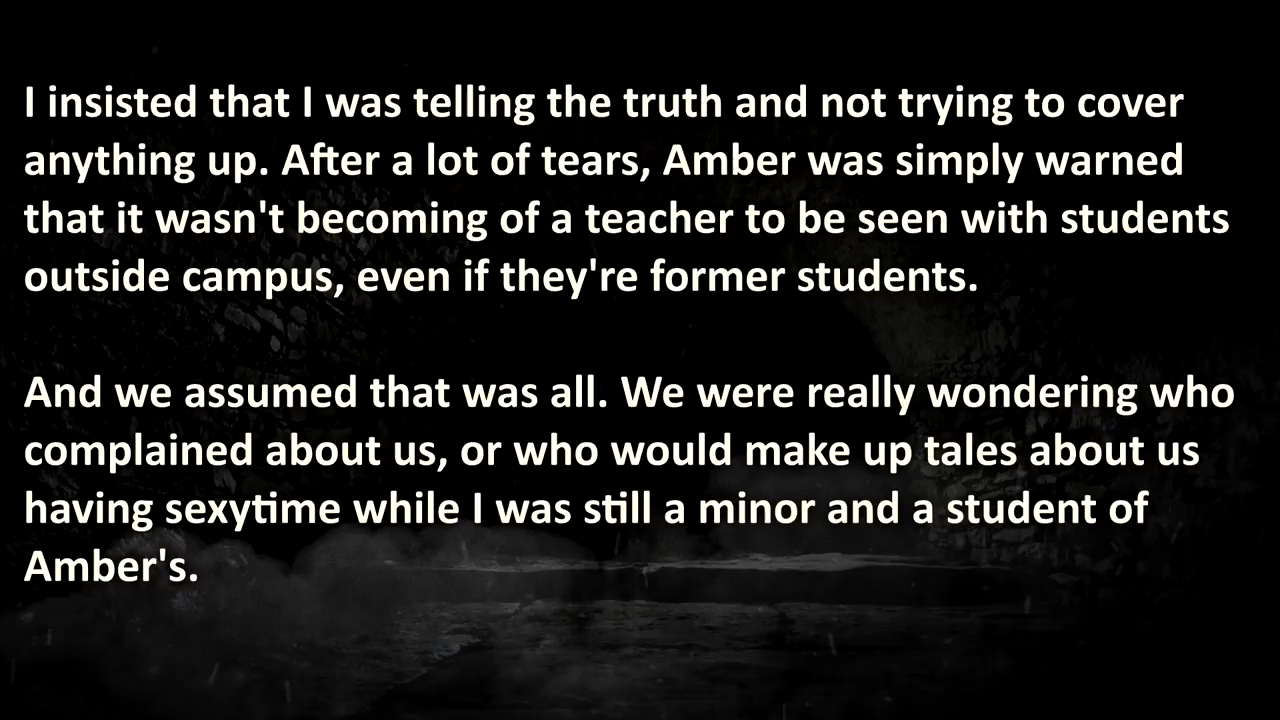 I insisted that I was telling the truth and not trying to cover
anything up. After a lot of tears, Amber was simply warned
that it wasn't becoming of a teacher to be seen with students
outside campus, even if they're former students.
And we assumed that was all. We were really wondering who
complained about us, or who would make up tales about us
having sexytime while I was still a minor and a student of
Amber's.